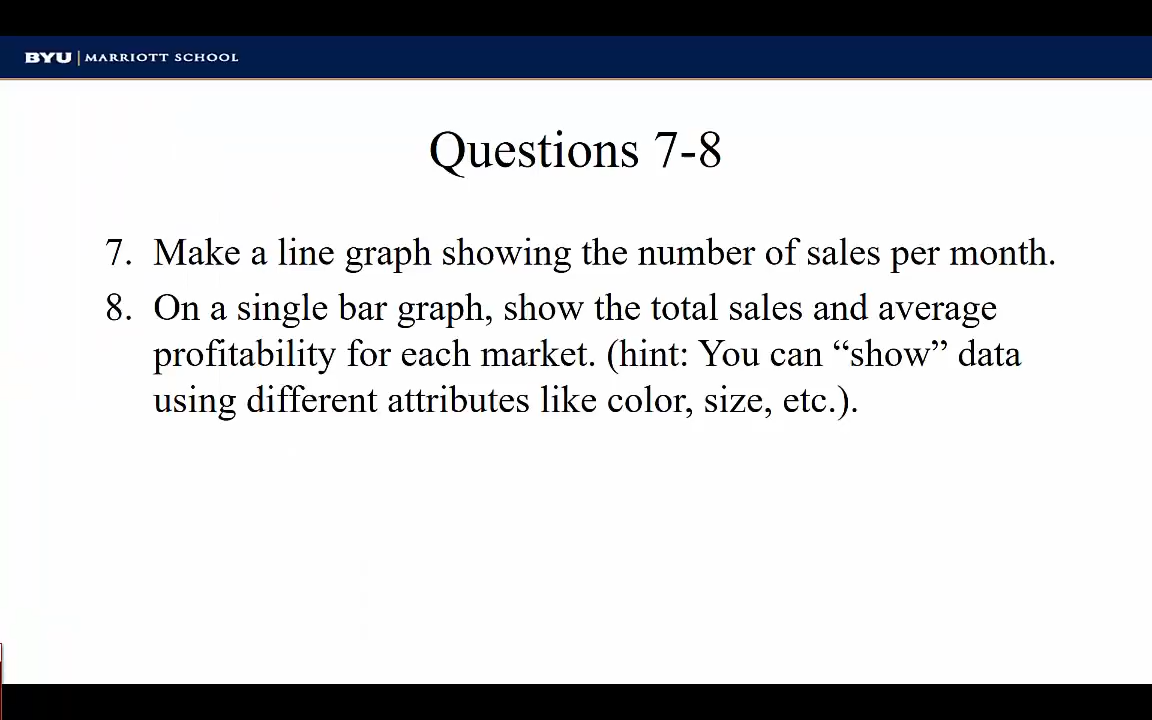 BYU | MARRIOTT SCHOOL
Questions 7-8
7. Make a line graph showing the number of sales per month.
8. On a single bar graph, show the total sales and average
profitability for each market. (hint: You can “show” data
using different attributes like color, size, etc.).